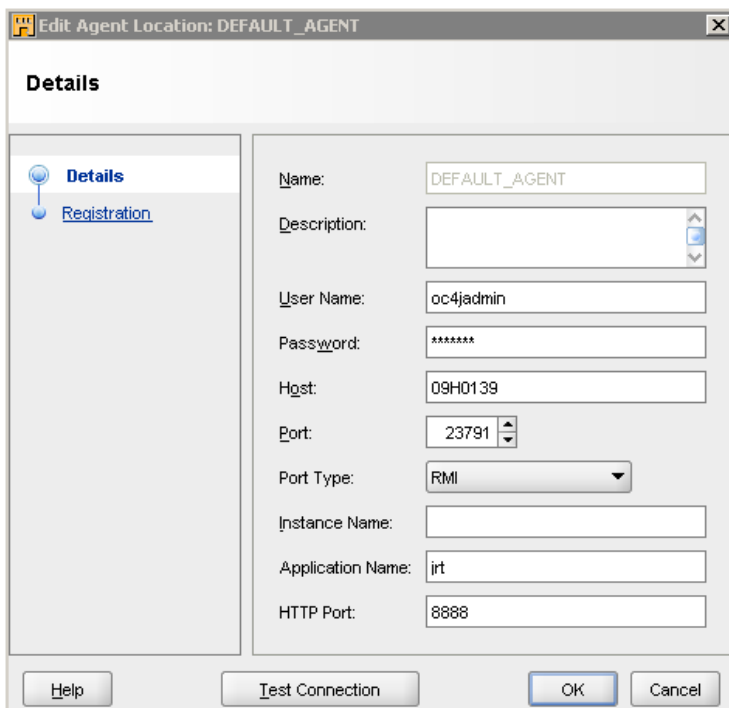 Edit Agent Location: DEFAULT_AGENT
Details
Details
Registration
Name: DEFAULT_AGENT
Description:
User Name: oc4jadmin
Password: *******
Host: 09H0139
Port: 23791
Port Type: RMI
Instance Name:
Application Name: jrt
HTTP Port: 8888
Help Test Connection OK Cancel